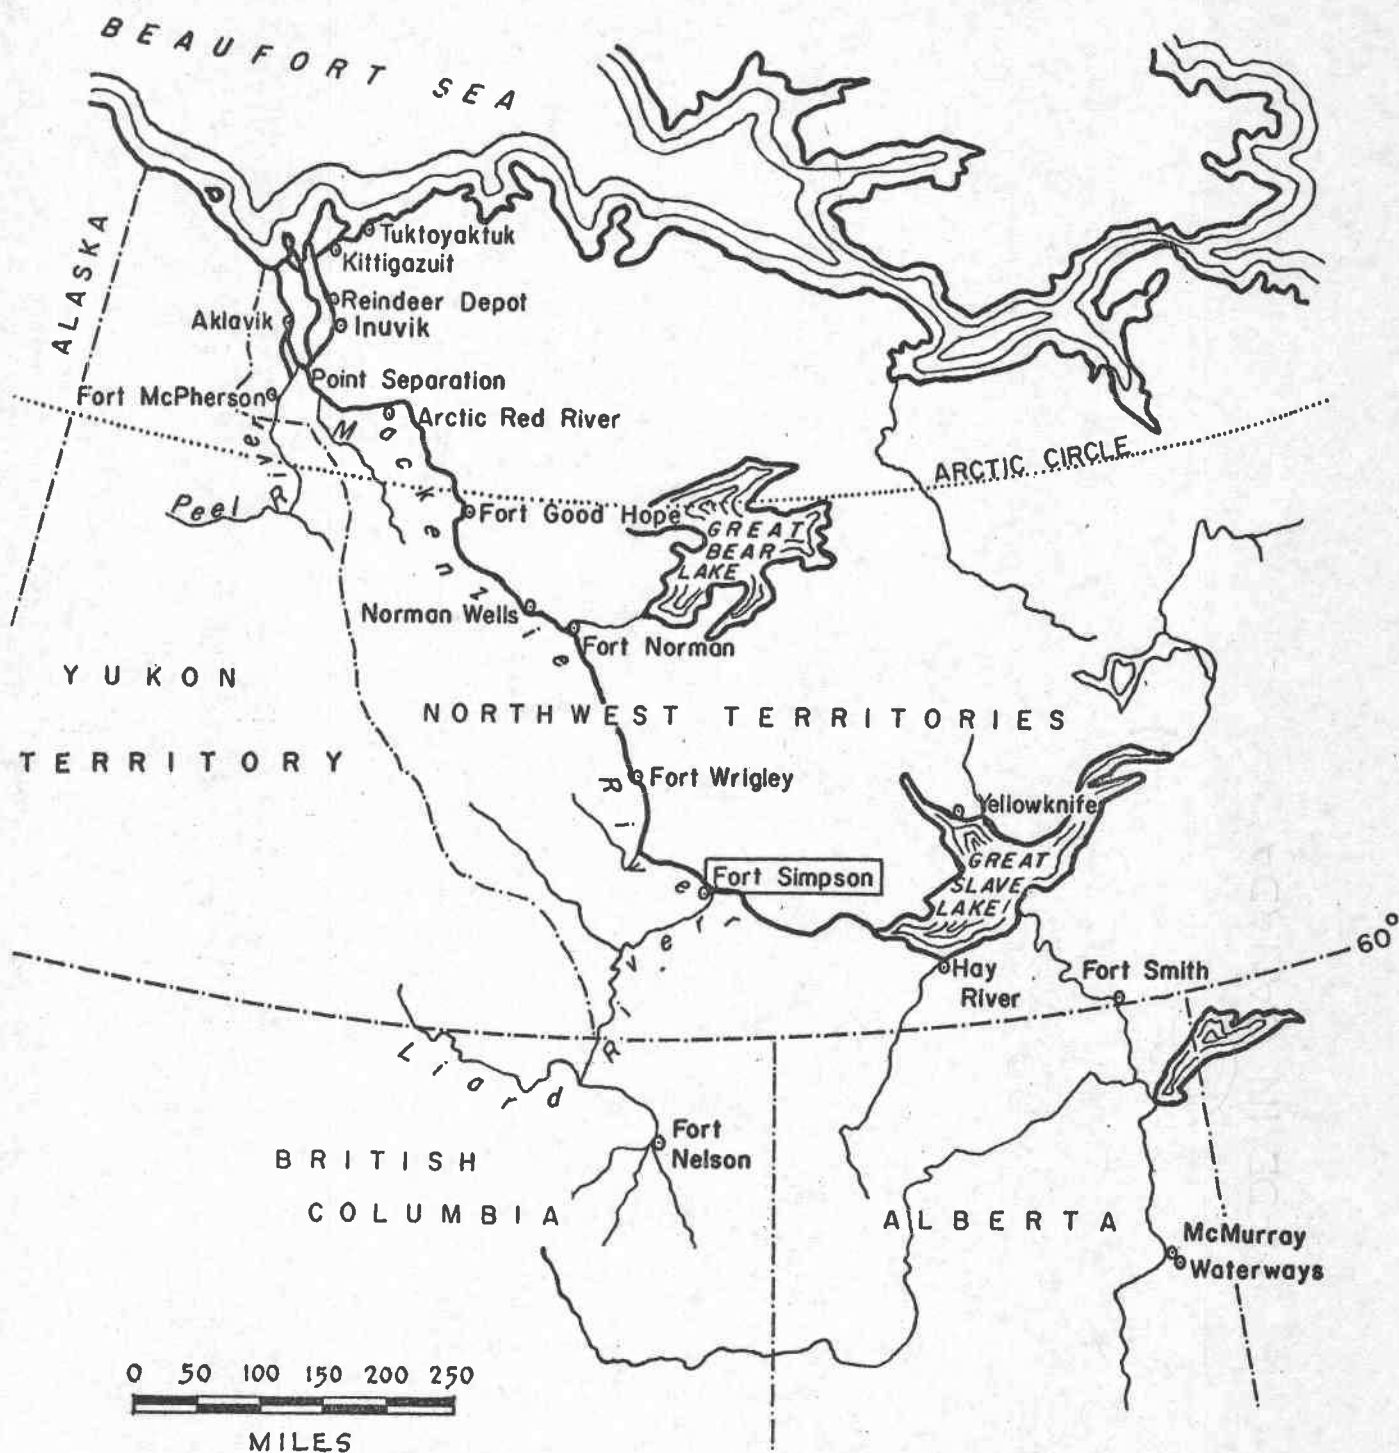 BEAUFORT SEA
Tuktoyaktuk
Kittigazuit
ALASKA
Reindeer Depot
Aklavik
Inuvik
Point Separation
Fort McPherson
Arctic Red River
Mackenzie River
ARCTIC CIRCLE
Peel River
Fort Good Hope
GREAT
BEAR
LAKE
Norman Wells
Fort Norman
YUKON
TERRITORY
NORTHWEST TERRITORIES
Fort Wrigley
Yellowknife
GREAT
SLAVE
LAKE
Fort Simpson
60°
Hay
River
Fort Smith
Liard River
Fort
Nelson
BRITISH
COLUMBIA
ALBERTA
McMurray
Waterways
0 50 100 150 200 250
MILES